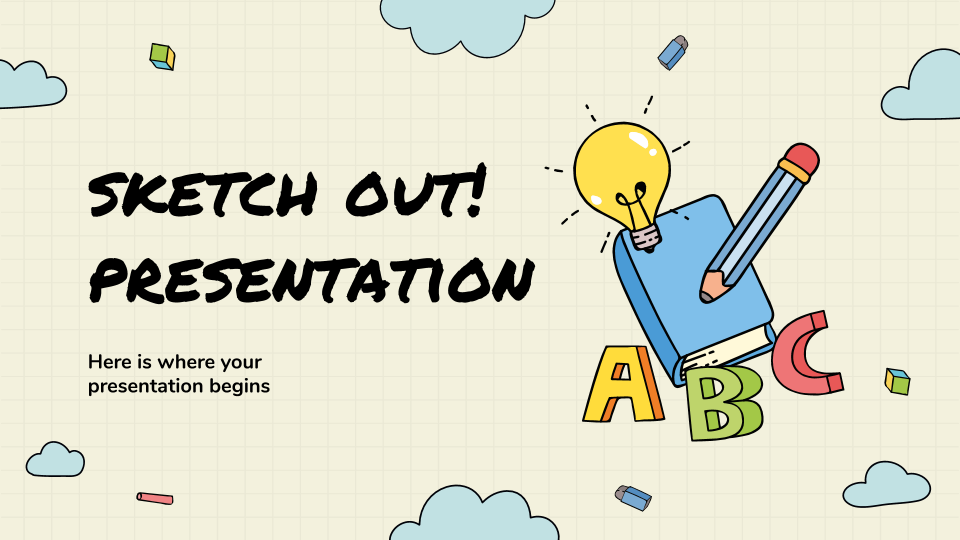 SKETCH OUT!
PRESENTATION
Here is where your
presentation begins
A B C